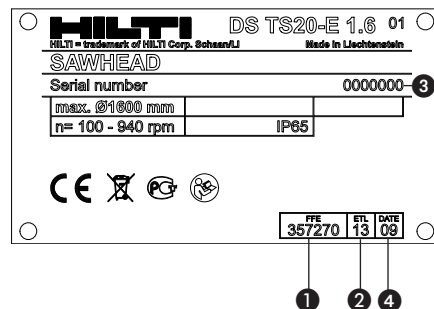 HILTI DS TS20-E 1.6 01
HILTI = trademark of HILTI Corp. Schaan/LI Made in Liechtenstein
SAWHEAD
Serial number 0000000 3
max. Ø1600 mm
n= 100 - 940 rpm IP65
CE PCT
FFE ETL DATE
357270 13 09
1 2 4